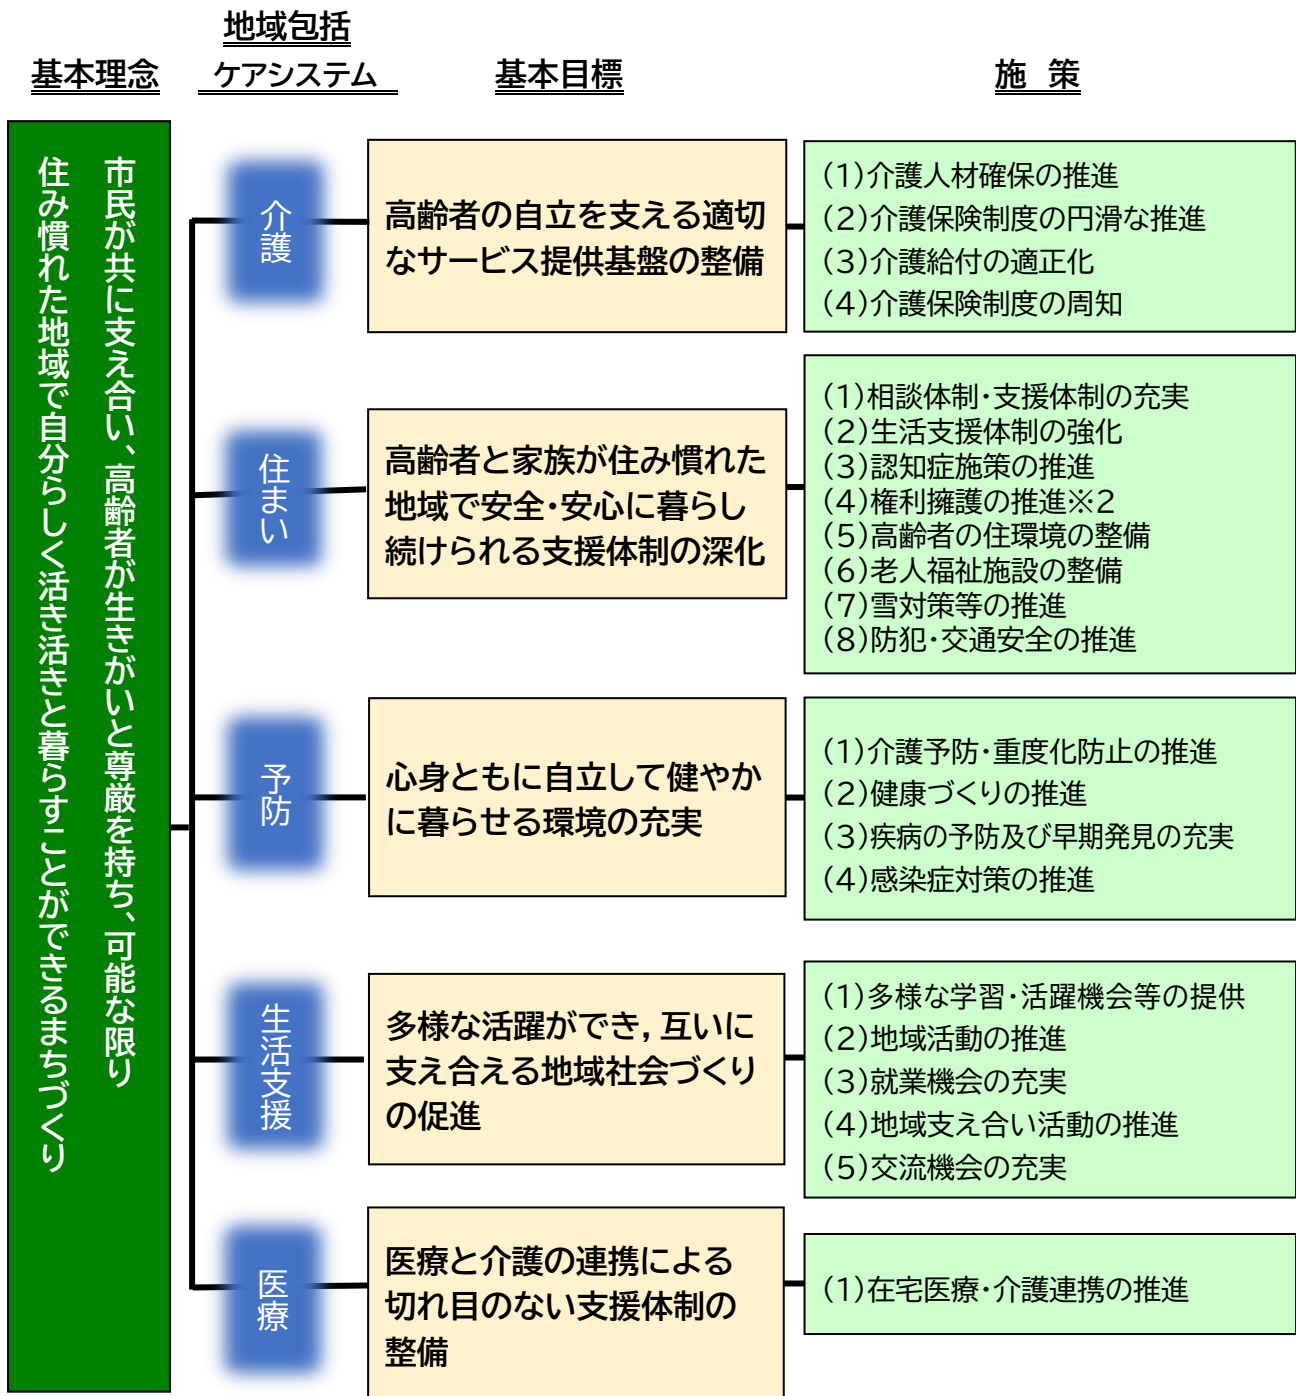 地域包括
基本理念
ケアシステム
基本目標
施 策
市民が共に支え合い、高齢者が生きがいと尊厳を持ち、可能な限り
住み慣れた地域で自分らしく活き活きと暮らすことができるまちづくり
介護
高齢者の自立を支える適切
なサービス提供基盤の整備
(1)介護人材確保の推進
(2)介護保険制度の円滑な推進
(3)介護給付の適正化
(4)介護保険制度の周知
住まい
高齢者と家族が住み慣れた
地域で安全・安心に暮らし
続けられる支援体制の深化
(1)相談体制・支援体制の充実
(2)生活支援体制の強化
(3)認知症施策の推進
(4)権利擁護の推進※2
(5)高齢者の住環境の整備
(6)老人福祉施設の整備
(7)雪対策等の推進
(8)防犯・交通安全の推進
予防
心身ともに自立して健やか
に暮らせる環境の充実
(1)介護予防・重度化防止の推進
(2)健康づくりの推進
(3)疾病の予防及び早期発見の充実
(4)感染症対策の推進
生活支援
多様な活躍ができ，互いに
支え合える地域社会づくり
の促進
(1)多様な学習・活躍機会等の提供
(2)地域活動の推進
(3)就業機会の充実
(4)地域支え合い活動の推進
(5)交流機会の充実
医療
医療と介護の連携による
切れ目のない支援体制の
整備
(1)在宅医療・介護連携の推進